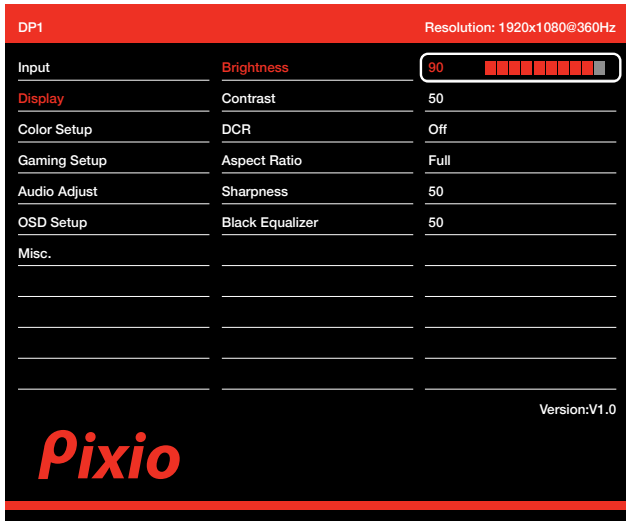 DP1 Resolution: 1920x1080@360Hz
Input Brightness 90
Display Contrast 50
Color Setup DCR Off
Gaming Setup Aspect Ratio Full
Audio Adjust Sharpness 50
OSD Setup Black Equalizer 50
Misc.
Version:V1.0
Pixio